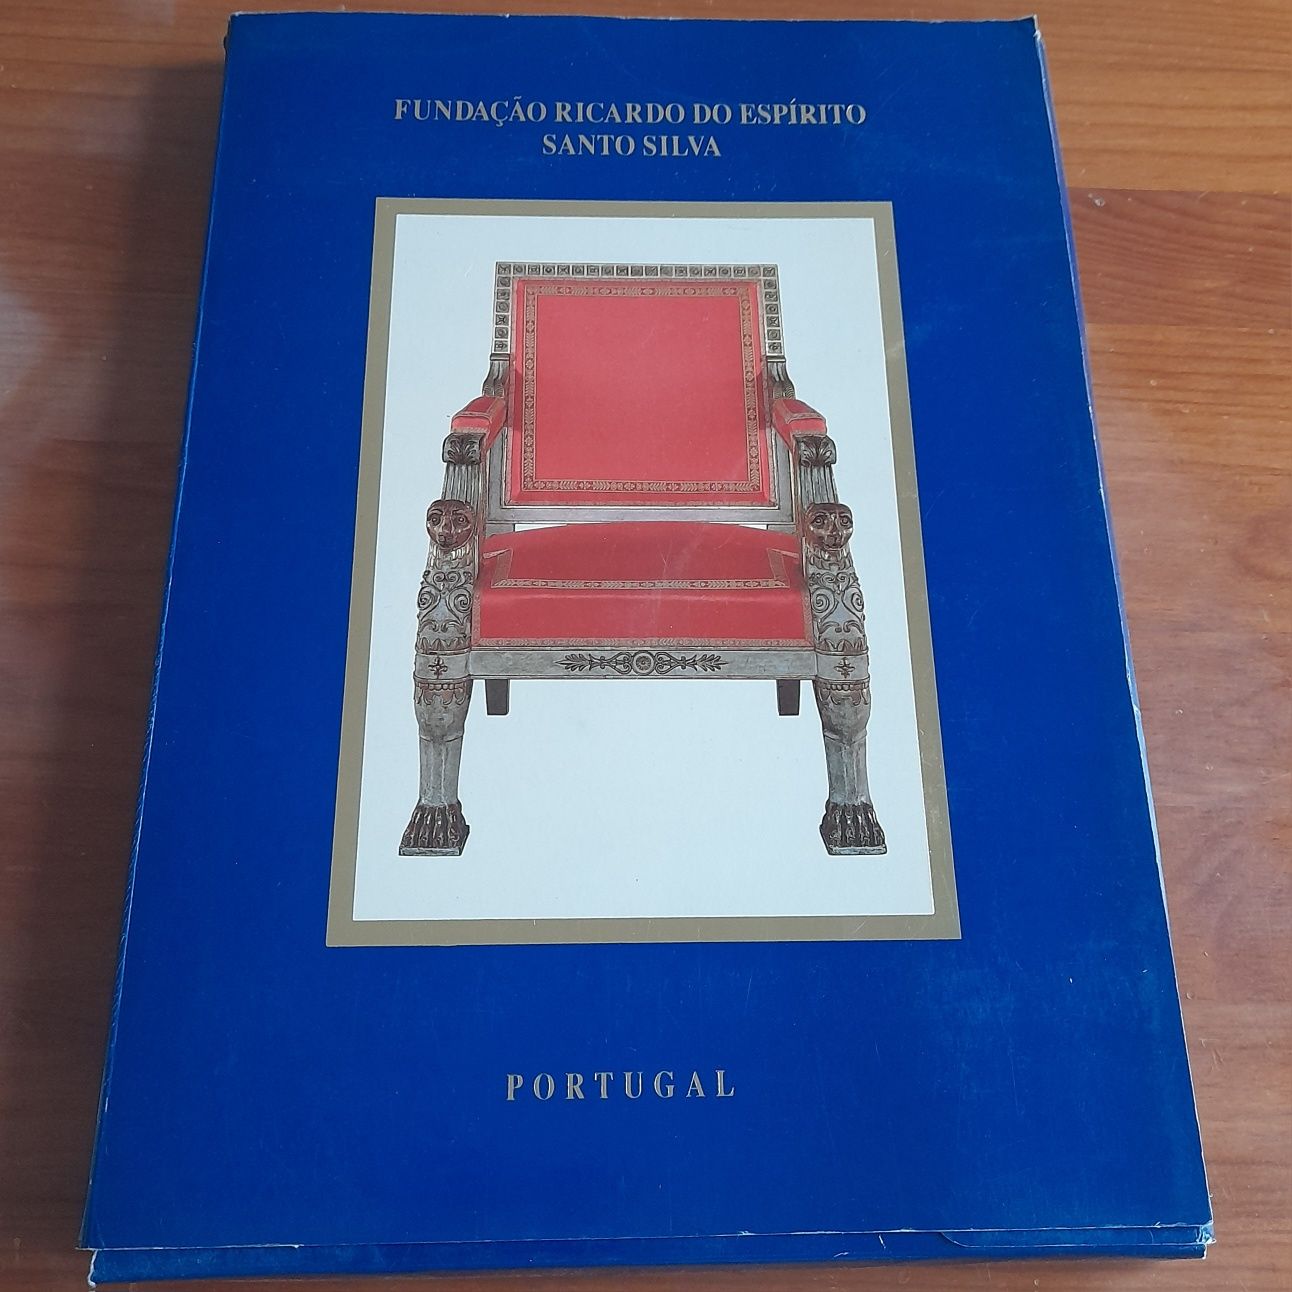 FUNDAÇÃO RICARDO DO ESPÍRITO
SANTO SILVA
PORTUGAL